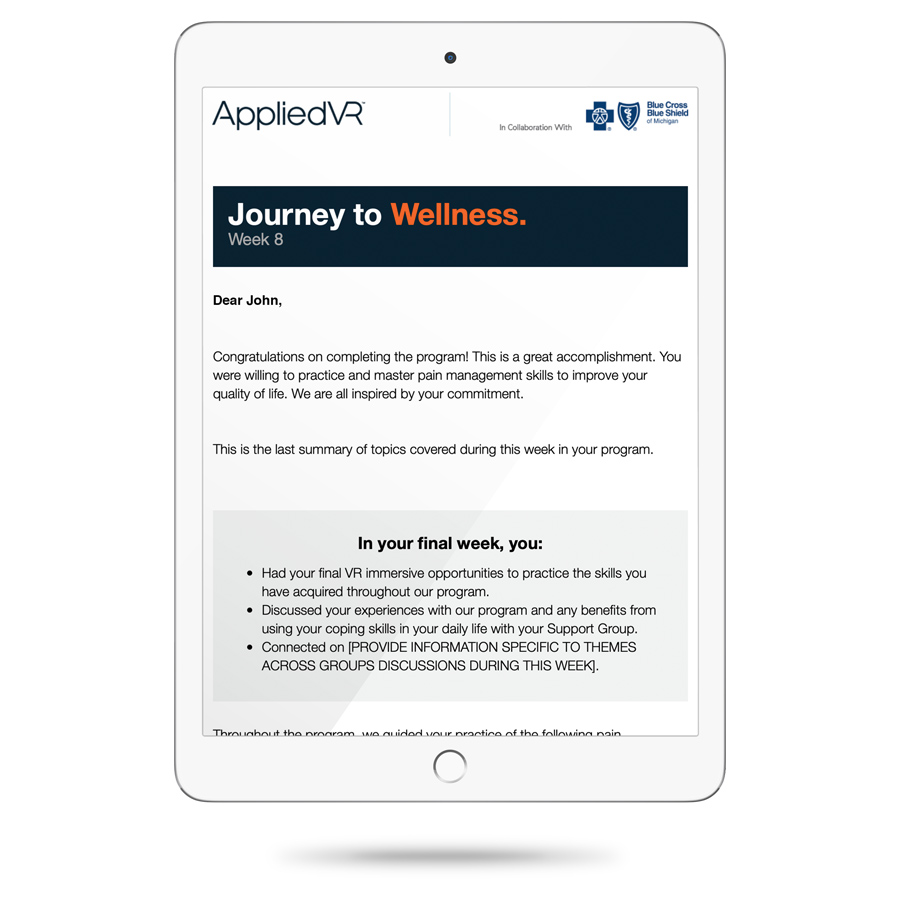 AppliedVR™
In Collaboration With
Blue Cross
Blue Shield
of Michigan
Journey to Wellness.
Week 8
Dear John,
Congratulations on completing the program! This is a great accomplishment. You
were willing to practice and master pain management skills to improve your
quality of life. We are all inspired by your commitment.
This is the last summary of topics covered during this week in your program.
In your final week, you:
• Had your final VR immersive opportunities to practice the skills you
have acquired throughout our program.
• Discussed your experiences with our program and any benefits from
using your coping skills in your daily life with your Support Group.
• Connected on [PROVIDE INFORMATION SPECIFIC TO THEMES
ACROSS GROUPS DISCUSSIONS DURING THIS WEEK].
Throughout the program, we guided your practice of the following pain